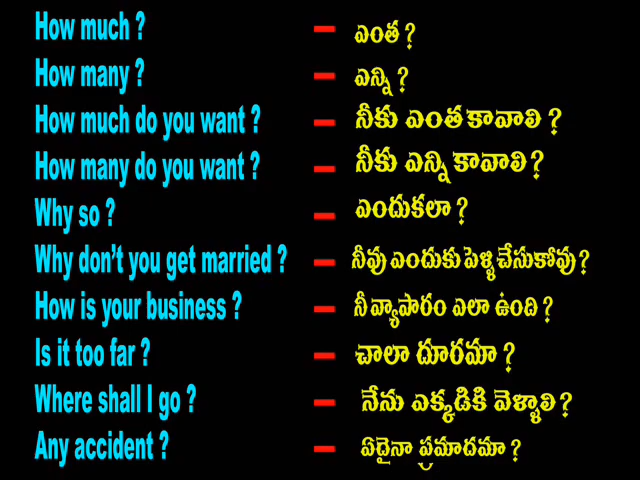 How much ? – ఎంత ?
How many ? – ఎన్ని ?
How much do you want ? – నీకు ఎంత కావాలి ?
How many do you want ? – నీకు ఎన్ని కావాలి ?
Why so ? – ఎందుకలా ?
Why don't you get married ? – నీవు ఎందుకు పెళ్ళి చేసుకోవు ?
How is your business ? – నీ వ్యాపారం ఎలా ఉంది ?
Is it too far ? – చాలా దూరమా ?
Where shall I go ? – నేను ఎక్కడికి వెళ్ళాలి ?
Any accident ? – ఏదైనా ప్రమాదమా ?